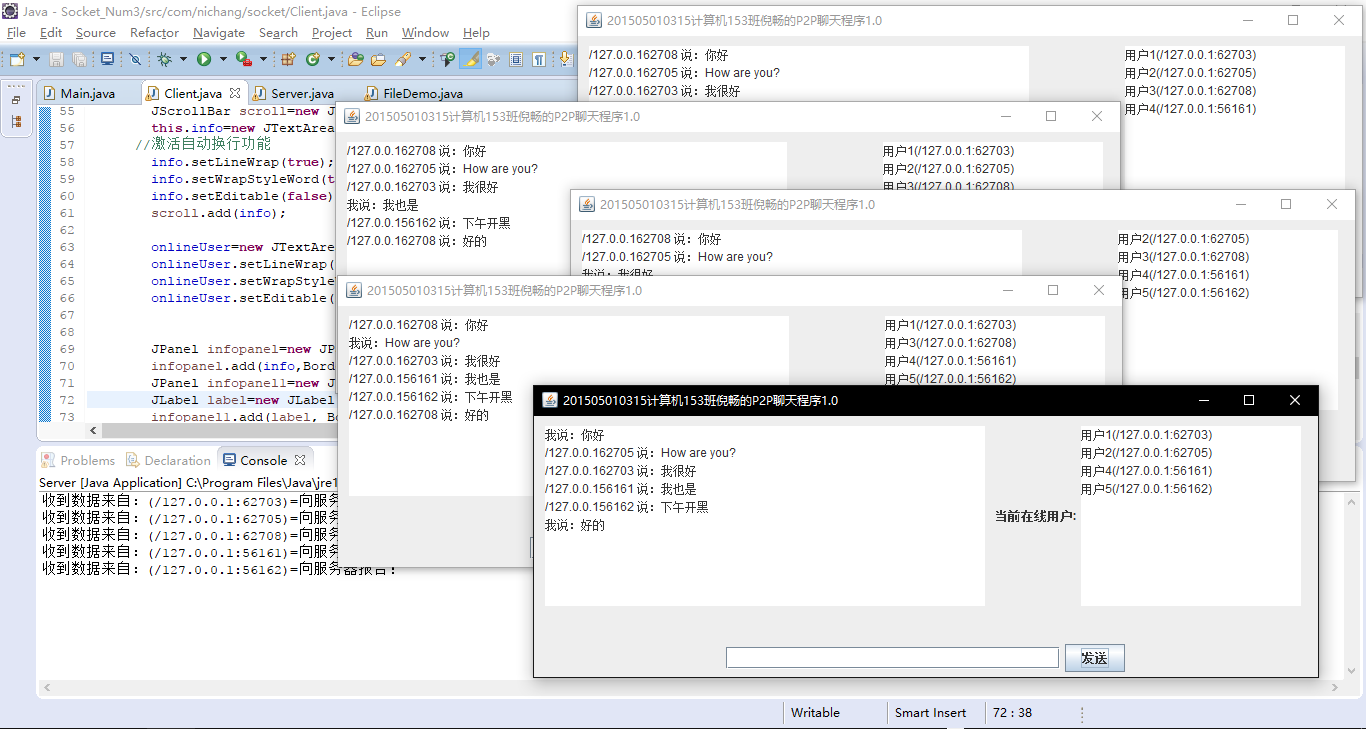 Java - Socket_Num3/src/com/nichang/socket/Client.java - Eclipse
File Edit Source Refactor Navigate Search Project Run Window Help
Main.java Client.java Server.java FileDemo.java
55 JScrollBar scroll=new J
56 this.info=new JTextArea
57 //激活自动换行功能
58 info.setLineWrap(true);
59 info.setWrapStyleWord(t
60 info.setEditable(false)
61 scroll.add(info);
62
63 onlineUser=new JTextArea
64 onlineUser.setLineWrap(
65 onlineUser.setWrapStyle
66 onlineUser.setEditable(
67
68
69 JPanel infopanel=new JP
70 infopanel.add(info,Bord
71 JPanel infopanell=new J
72 JLabel label=new JLabel
73 infopanell.add(label, Bo
Problems Declaration Console
Server [Java Application] C:\Program Files\Java\jre1
收到数据来自：(/127.0.0.1:62703)=向服务
收到数据来自：(/127.0.0.1:62705)=向服务
收到数据来自：(/127.0.0.1:62708)=向服务
收到数据来自：(/127.0.0.1:56161)=向服务
收到数据来自：(/127.0.0.1:56162)=向服务器报告：
Writable Smart Insert 72 : 38
201505010315计算机153班倪畅的P2P聊天程序1.0
/127.0.0.162708 说：你好
/127.0.0.162705 说：How are you?
/127.0.0.162703 说：我很好
用户1(/127.0.0.1:62703)
用户2(/127.0.0.1:62705)
用户3(/127.0.0.1:62708)
用户4(/127.0.0.1:56161)
201505010315计算机153班倪畅的P2P聊天程序1.0
/127.0.0.162708 说：你好
/127.0.0.162705 说：How are you?
/127.0.0.162703 说：我很好
我说：我也是
/127.0.0.156162 说：下午开黑
/127.0.0.162708 说：好的
用户1(/127.0.0.1:62703)
用户2(/127.0.0.1:62705)
用户3(/127.0.0.1:62708)
201505010315计算机153班倪畅的P2P聊天程序1.0
/127.0.0.162708 说：你好
/127.0.0.162705 说：How are you?
我说：我很好
用户2(/127.0.0.1:62705)
用户3(/127.0.0.1:62708)
用户4(/127.0.0.1:56161)
用户5(/127.0.0.1:56162)
201505010315计算机153班倪畅的P2P聊天程序1.0
/127.0.0.162708 说：你好
我说：How are you?
/127.0.0.162703 说：我很好
/127.0.0.156161 说：我也是
/127.0.0.156162 说：下午开黑
/127.0.0.162708 说：好的
用户1(/127.0.0.1:62703)
用户3(/127.0.0.1:62708)
用户4(/127.0.0.1:56161)
用户5(/127.0.0.1:56162)
201505010315计算机153班倪畅的P2P聊天程序1.0
我说：你好
/127.0.0.162705 说：How are you?
/127.0.0.162703 说：我很好
/127.0.0.156161 说：我也是
/127.0.0.156162 说：下午开黑
我说：好的
当前在线用户:
用户1(/127.0.0.1:62703)
用户2(/127.0.0.1:62705)
用户4(/127.0.0.1:56161)
用户5(/127.0.0.1:56162)
发送